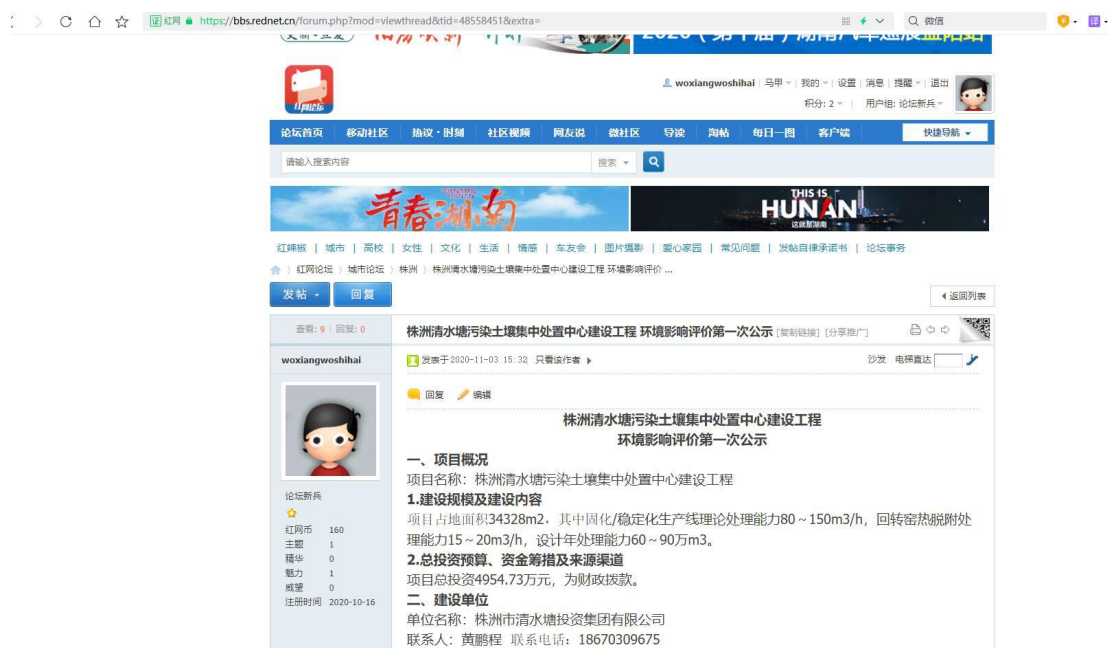 红网 https://bbs.rednet.cn/forum.php?mod=viewthread&tid=48558451&extra= 微信 译
woxiangwoshihai 马甲 我的 设置 消息 提醒 退出
积分: 2 用户组: 论坛新兵
红网论坛
论坛首页 移动社区 热议·时刻 社区视频 网友说 微社区 导读 淘帖 每日一图 客户端 快捷导航
请输入搜索内容 搜索
青春湖南 THIS IS HUNAN 这就是湖南
红辣椒 | 城市 | 高校 | 女性 | 文化 | 生活 | 情感 | 车友会 | 图片摄影 | 爱心家园 | 常见问题 | 发帖自律承诺书 | 论坛事务
红网论坛 › 城市论坛 › 株洲 › 株洲清水塘污染土壤集中处置中心建设工程 环境影响评价 ...
发帖 回复 返回列表
查看: 9 | 回复: 0
株洲清水塘污染土壤集中处置中心建设工程 环境影响评价第一次公示 [复制链接] [分享推广]
woxiangwoshihai
发表于 2020-11-03 15:32 只看该作者 沙发 电梯直达
回复 编辑
株洲清水塘污染土壤集中处置中心建设工程
环境影响评价第一次公示
一、项目概况
项目名称：株洲清水塘污染土壤集中处置中心建设工程
1.建设规模及建设内容
项目占地面积34328m2，其中固化/稳定化生产线理论处理能力80～150m3/h，回转窑热脱附处
理能力15～20m3/h，设计年处理能力60～90万m3。
2.总投资预算、资金筹措及来源渠道
项目总投资4954.73万元，为财政拨款。
二、建设单位
单位名称：株洲市清水塘投资集团有限公司
联系人：黄鹏程 联系电话：18670309675
论坛新兵
红网币 160
主题 1
精华 0
魅力 1
威望 0
注册时间 2020-10-16